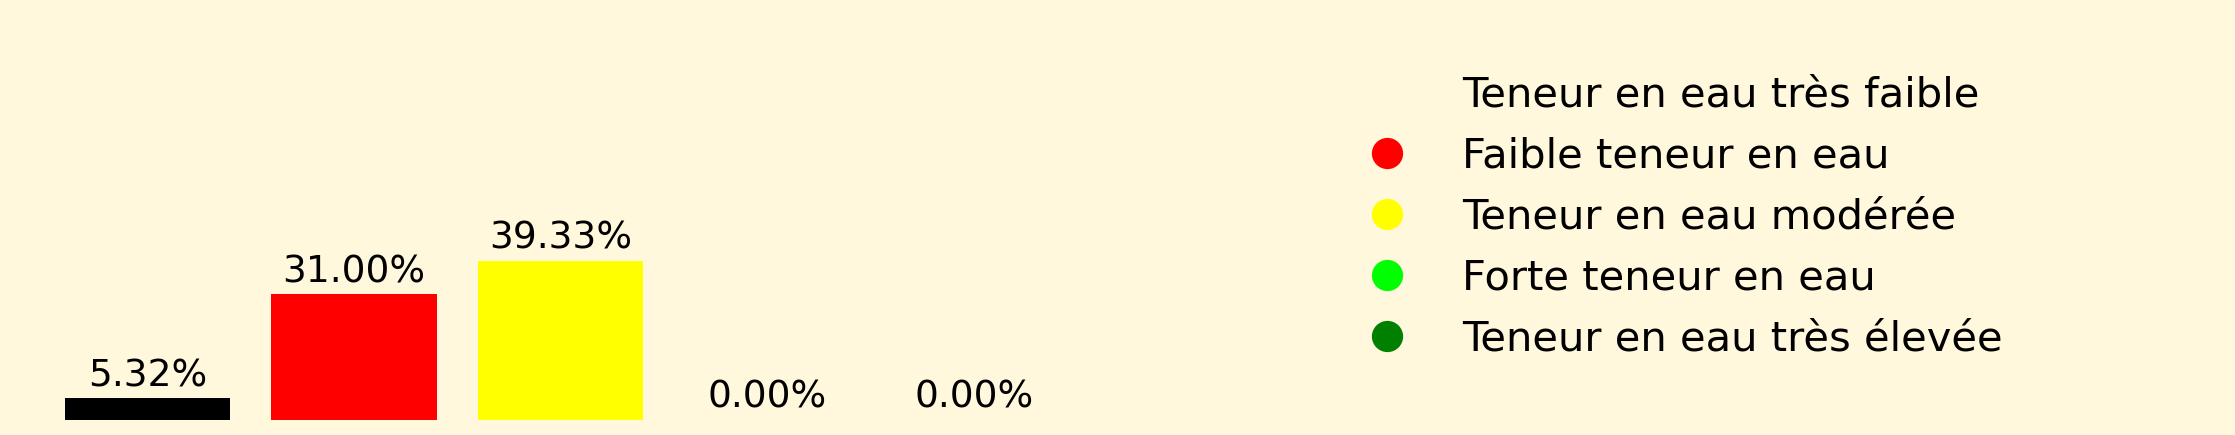 5.32%
31.00%
39.33%
0.00%
0.00%
Teneur en eau très faible
Faible teneur en eau
Teneur en eau modérée
Forte teneur en eau
Teneur en eau très élevée